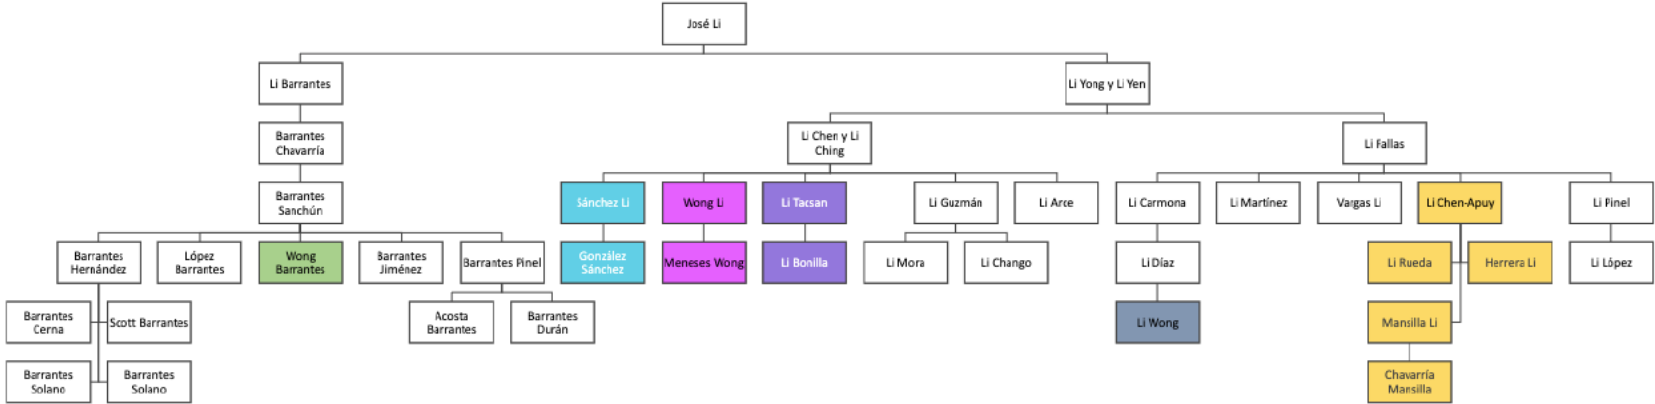 José Li
Li Barrantes
Li Yong y Li Yen
Barrantes
Chavarría
Li Chen y Li
Ching
Li Fallas
Barrantes
Sanchún
Sánchez Li
Wong Li
Li Tacsan
Li Guzmán
Li Arce
Li Carmona
Li Martínez
Vargas Li
Li Chen-Apuy
Li Pinel
Barrantes
Hernández
López
Barrantes
Wong
Barrantes
Barrantes
Jiménez
Barrantes Pinel
González
Sánchez
Meneses Wong
Li Bonilla
Li Mora
Li Chango
Li Díaz
Li Rueda
Herrera Li
Li López
Barrantes
Cerna
Scott Barrantes
Acosta
Barrantes
Barrantes
Durán
Li Wong
Mansilla Li
Barrantes
Solano
Barrantes
Solano
Chavarría
Mansilla